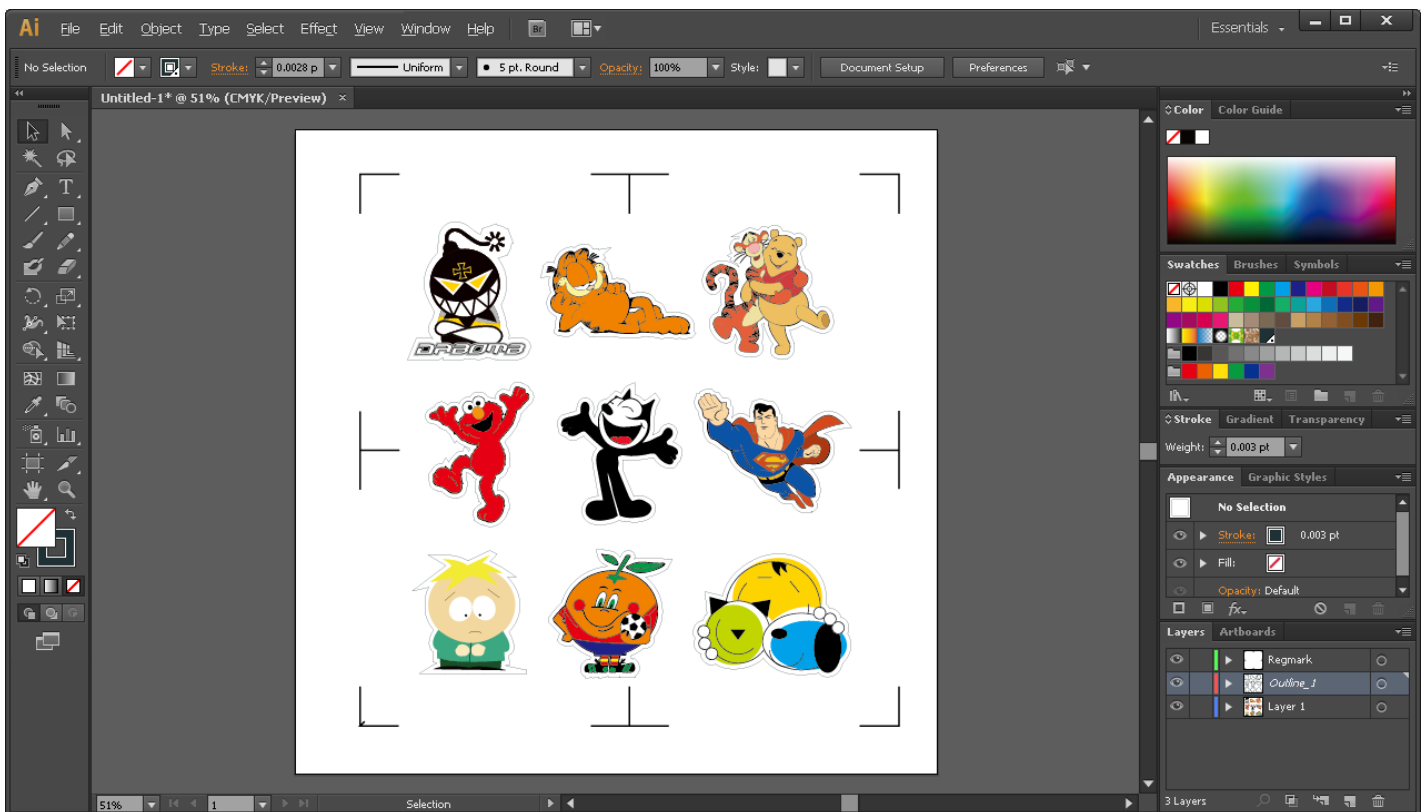 Ai File Edit Object Type Select Effect View Window Help Br Essentials
No Selection Stroke: 0.0028 p Uniform 5 pt. Round Opacity: 100% Style: Document Setup Preferences
Untitled-1* @ 51% (CMYK/Preview) ×
Color Color Guide
Swatches Brushes Symbols
DABOMB
Stroke Gradient Transparency
Weight: 0.003 pt
Appearance Graphic Styles
No Selection
Stroke: 0.003 pt
Fill:
Opacity: Default
fx
Layers Artboards
Regmark
Outline_1
Layer 1
51% 1 Selection 3 Layers